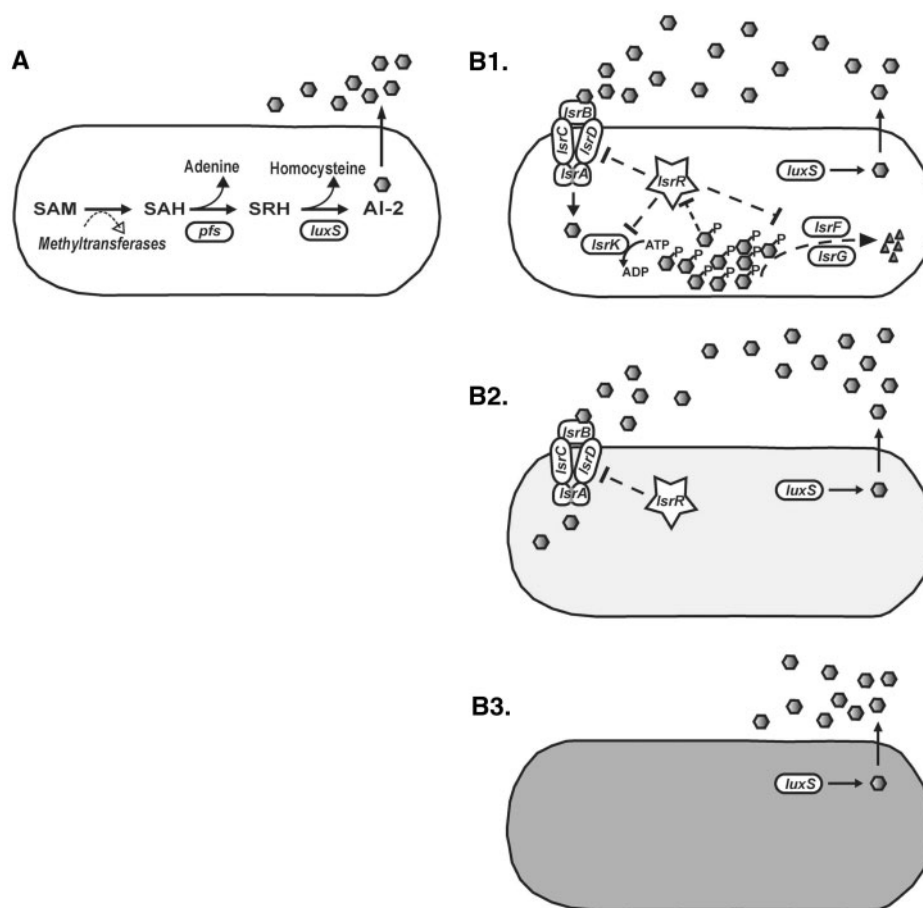 A
Adenine
Homocysteine
SAM
SAH
SRH
AI-2
Methyltransferases
pfs
luxS
B1.
lsrB
lsrC
lsrD
lsrA
lsrR
luxS
lsrK
ATP
ADP
P
P
P
P
P
P
P
P
P
P
P
lsrF
lsrG
B2.
lsrB
lsrC
lsrD
lsrA
lsrR
luxS
B3.
luxS